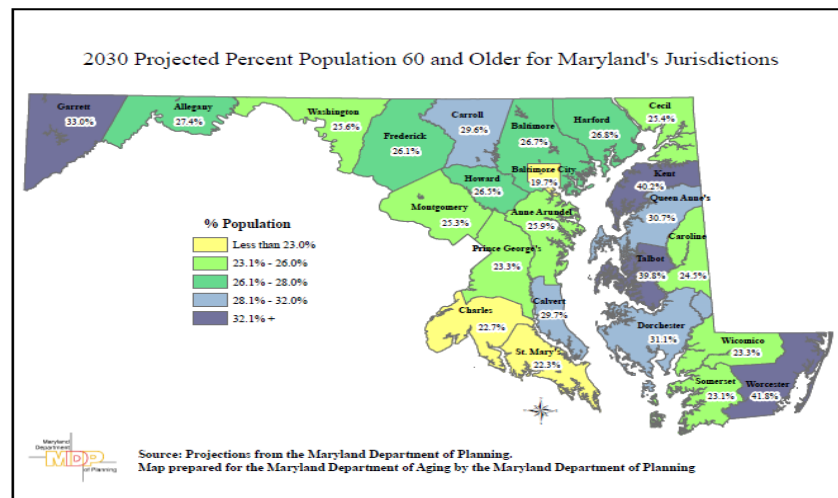 2030 Projected Percent Population 60 and Older for Maryland's Jurisdictions
Garrett
33.0%
Allegany
27.4%
Washington
25.6%
Frederick
26.1%
Carroll
29.6%
Baltimore
26.7%
Harford
26.8%
Cecil
25.4%
Baltimore City
19.7%
Howard
26.5%
Kent
40.2%
Queen Anne's
30.7%
Montgomery
25.3%
Anne Arundel
25.9%
Caroline
24.5%
Talbot
39.8%
Prince George's
23.3%
Calvert
29.7%
Charles
22.7%
St. Mary's
22.3%
Dorchester
31.1%
Wicomico
23.3%
Somerset
23.1%
Worcester
41.8%
% Population
Less than 23.0%
23.1% - 26.0%
26.1% - 28.0%
28.1% - 32.0%
32.1% +
Maryland
Department
MDP
of Planning
Source: Projections from the Maryland Department of Planning.
Map prepared for the Maryland Department of Aging by the Maryland Department of Planning